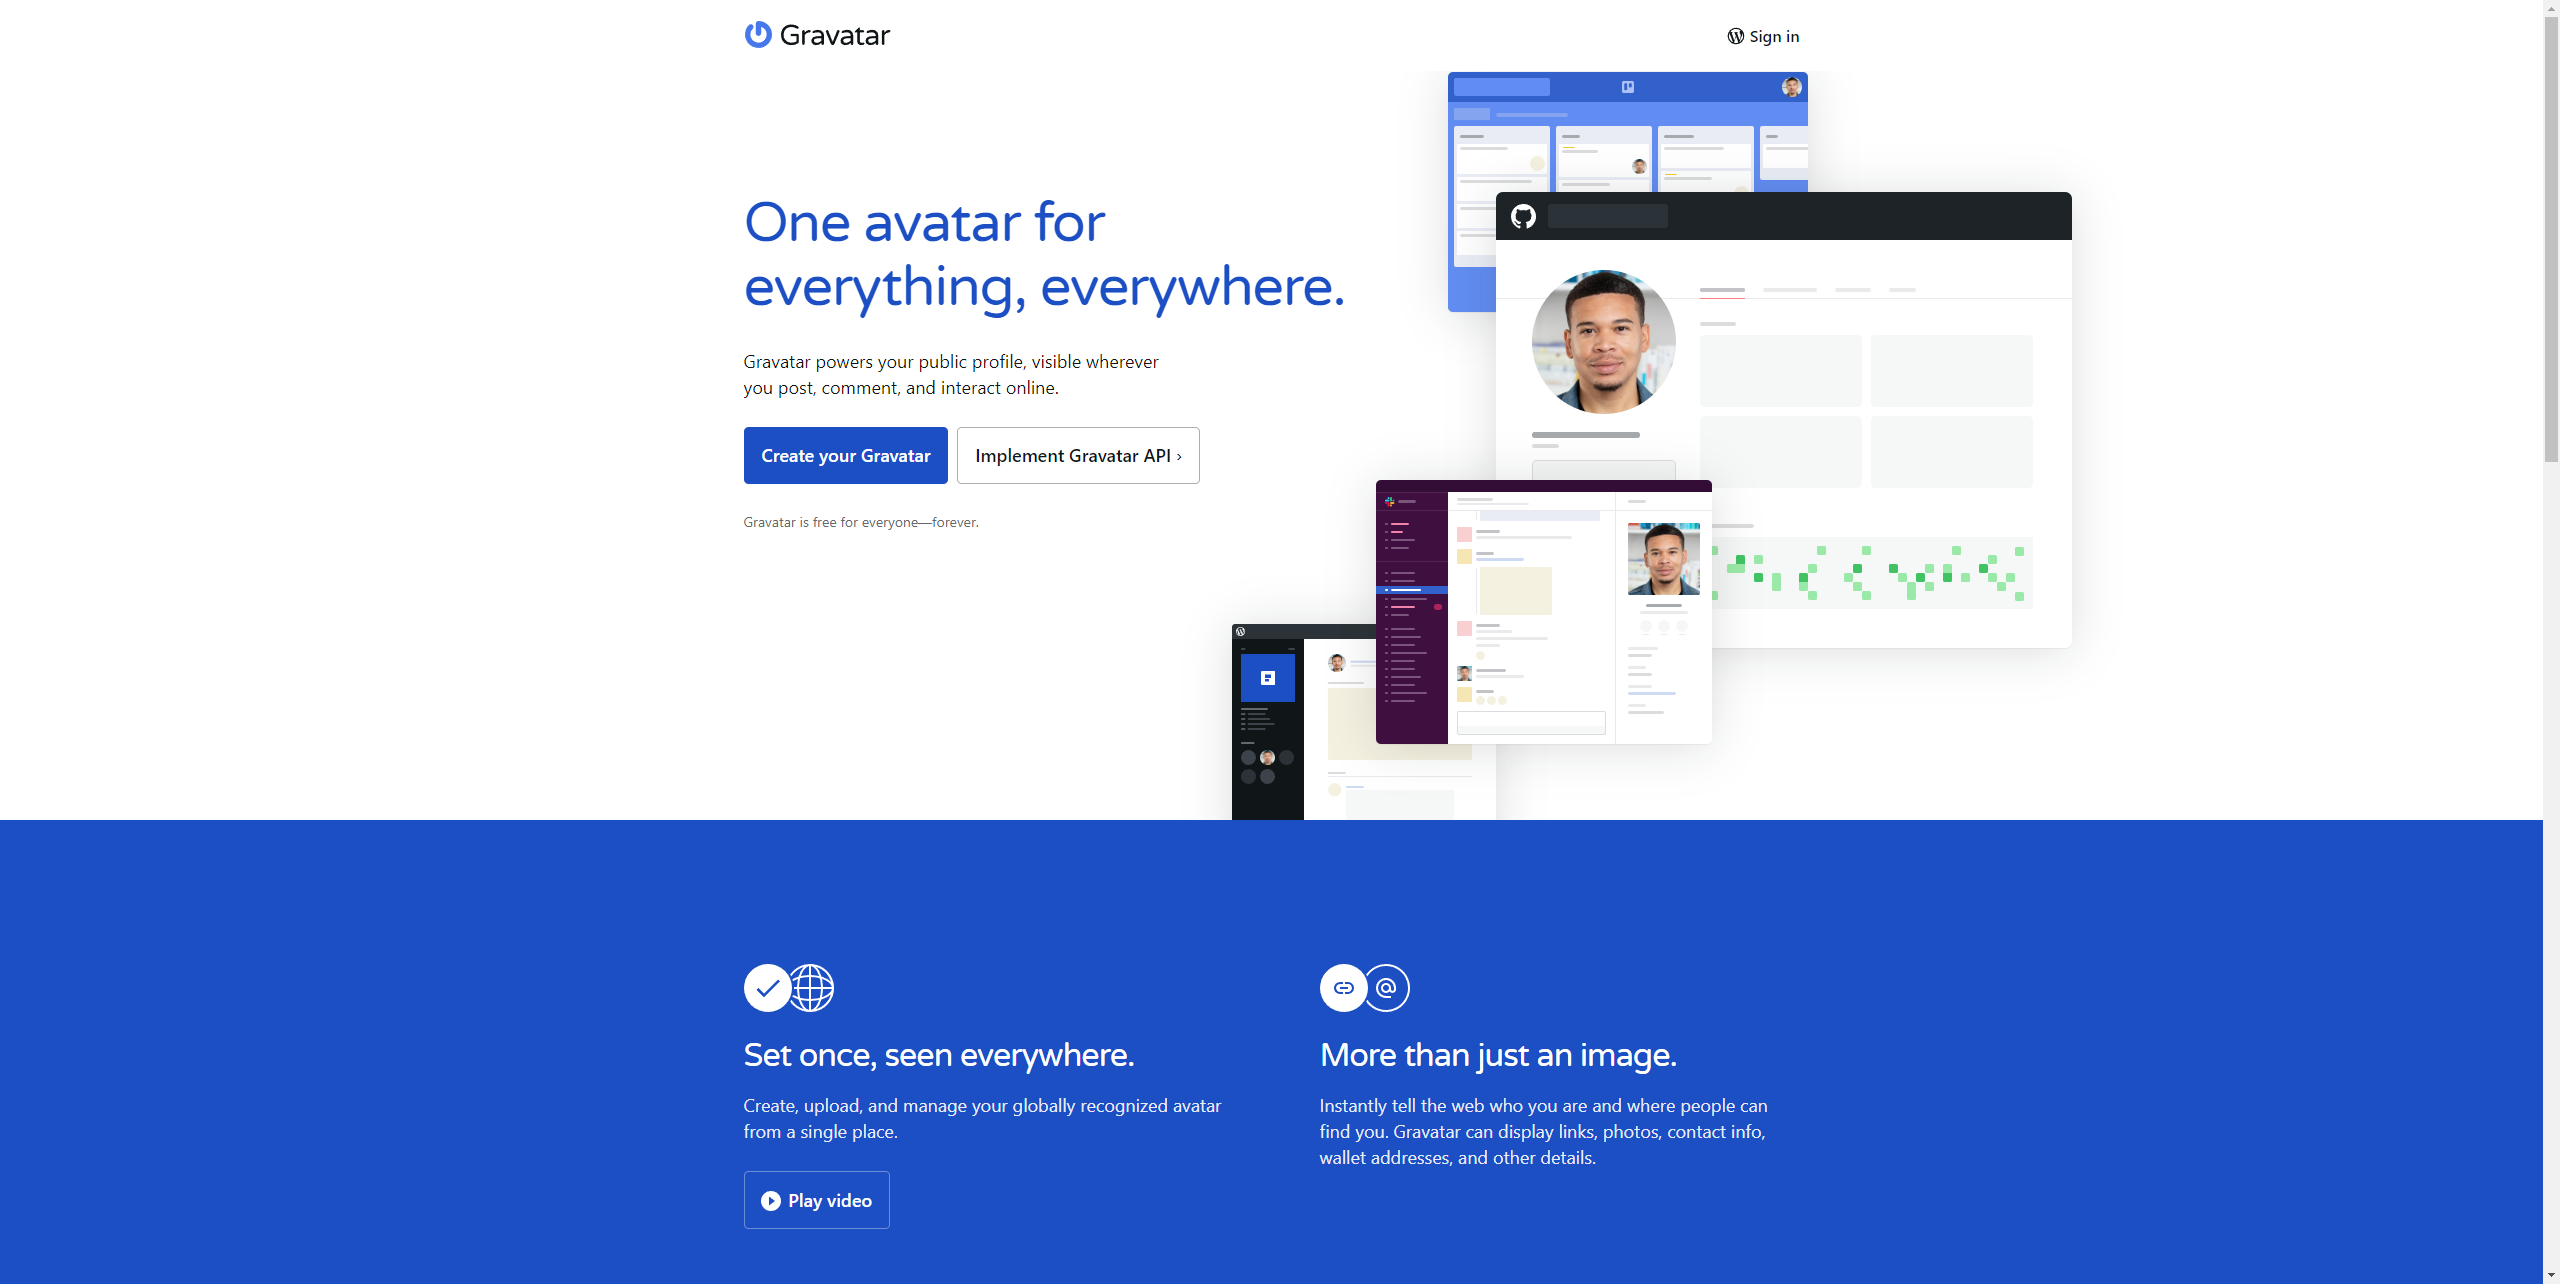 Gravatar
Sign in
One avatar for
everything, everywhere.
Gravatar powers your public profile, visible wherever
you post, comment, and interact online.
Create your Gravatar
Implement Gravatar API ›
Gravatar is free for everyone—forever.
Set once, seen everywhere.
Create, upload, and manage your globally recognized avatar
from a single place.
Play video
More than just an image.
Instantly tell the web who you are and where people can
find you. Gravatar can display links, photos, contact info,
wallet addresses, and other details.